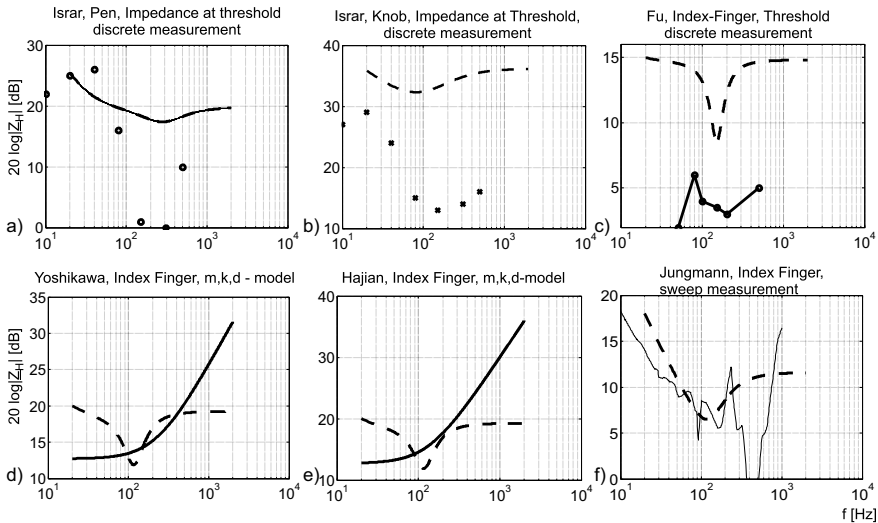 Israr, Pen, Impedance at threshold
discrete measurement
Israr, Knob, Impedance at Threshold,
discrete measurement
Fu, Index-Finger, Threshold
discrete measurement
20 log|Z_H| [dB]
30
20
10
0
a)
10^1
10^2
10^3
10^4
40
30
20
10
b)
10^1
10^2
10^3
10^4
15
10
5
c)
10^1
10^2
10^3
10^4
Yoshikawa, Index Finger, m,k,d - model
Hajian, Index Finger, m,k,d-model
Jungmann, Index Finger,
sweep measurement
20 log|Z_H| [dB]
35
30
25
20
15
10
d)
10^1
10^2
10^3
10^4
40
30
20
10
e)
10^1
10^2
10^3
10^4
20
15
10
5
0
f)
10^1
10^2
10^3
10^4
f [Hz]